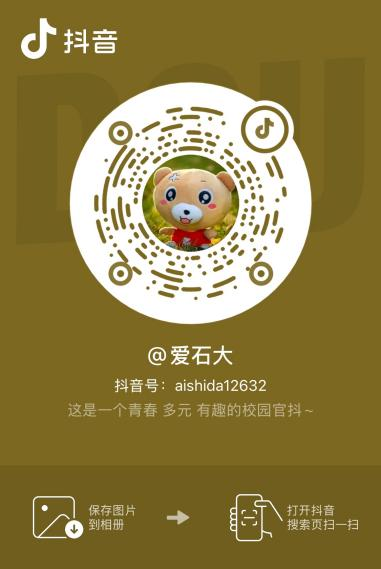 抖音
@爱石大
抖音号：aishida12632
这是一个青春 多元 有趣的校园官抖~
保存图片
到相册
打开抖音
搜索页扫一扫